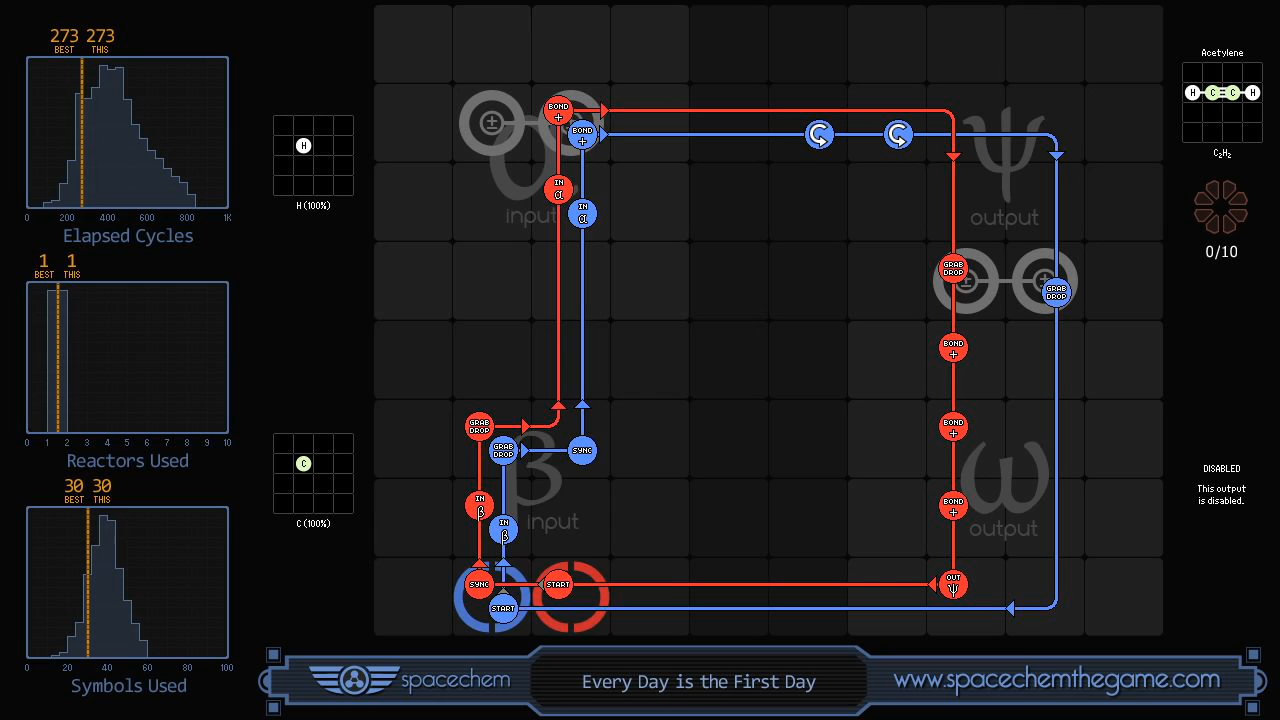 273 273
BEST THIS
0 200 400 600 800 1K
Elapsed Cycles
1 1
BEST THIS
0 1 2 3 4 5 6 7 8 9 10
Reactors Used
30 30
BEST THIS
0 20 40 60 80 100
Symbols Used
H
H (100%)
C
C (100%)
BOND
+
BOND
+
IN
α
IN
α
input
ψ
output
GRAB
DROP
GRAB
DROP
BOND
+
GRAB
DROP
GRAB
DROP
SYNC
BOND
+
β
input
ω
output
IN
β
IN
β
BOND
+
SYNC
START
START
OUT
ψ
Acetylene
H C C H
C₂H₂
0/10
DISABLED
This output
is disabled.
spacechem
Every Day is the First Day
www.spacechemthegame.com